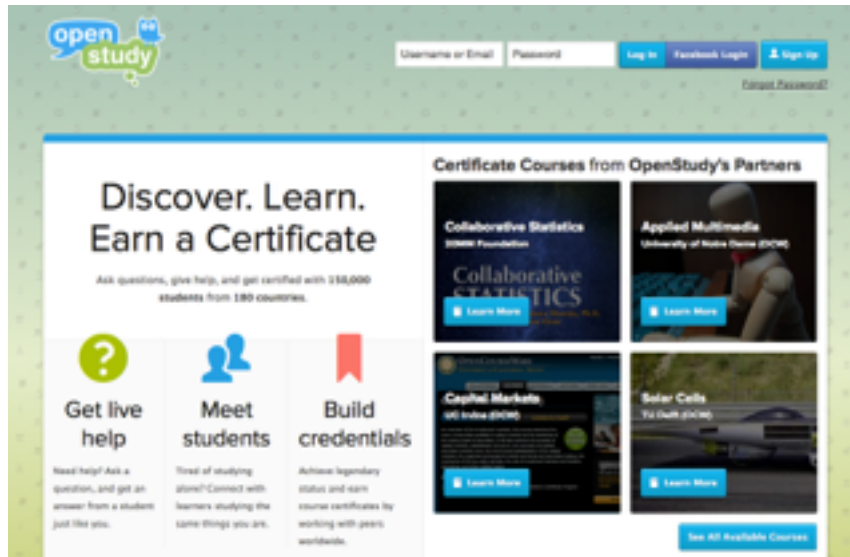 open
study
Username or Email
Password
Log In
Facebook Login
Sign Up
Forgot Password?
Discover. Learn.
Earn a Certificate
Ask questions, give help, and get certified with 150,000
students from 180 countries.
Get live
help
Need help? Ask a
question, and get an
answer from a student
just like you.
Meet
students
Tired of studying
alone? Connect with
learners studying the
same things you are.
Build
credentials
Achieve legendary
status and earn
course certificates by
working with peers
worldwide.
Certificate Courses from OpenStudy's Partners
Collaborative Statistics
Foundation
Collaborative
STATISTICS
Learn More
Applied Multimedia
University of Notre Dame (OCW)
Learn More
Capital Markets
UC Irvine (OCW)
Learn More
Solar Cells
TU Delft (OCW)
Learn More
See All Available Courses